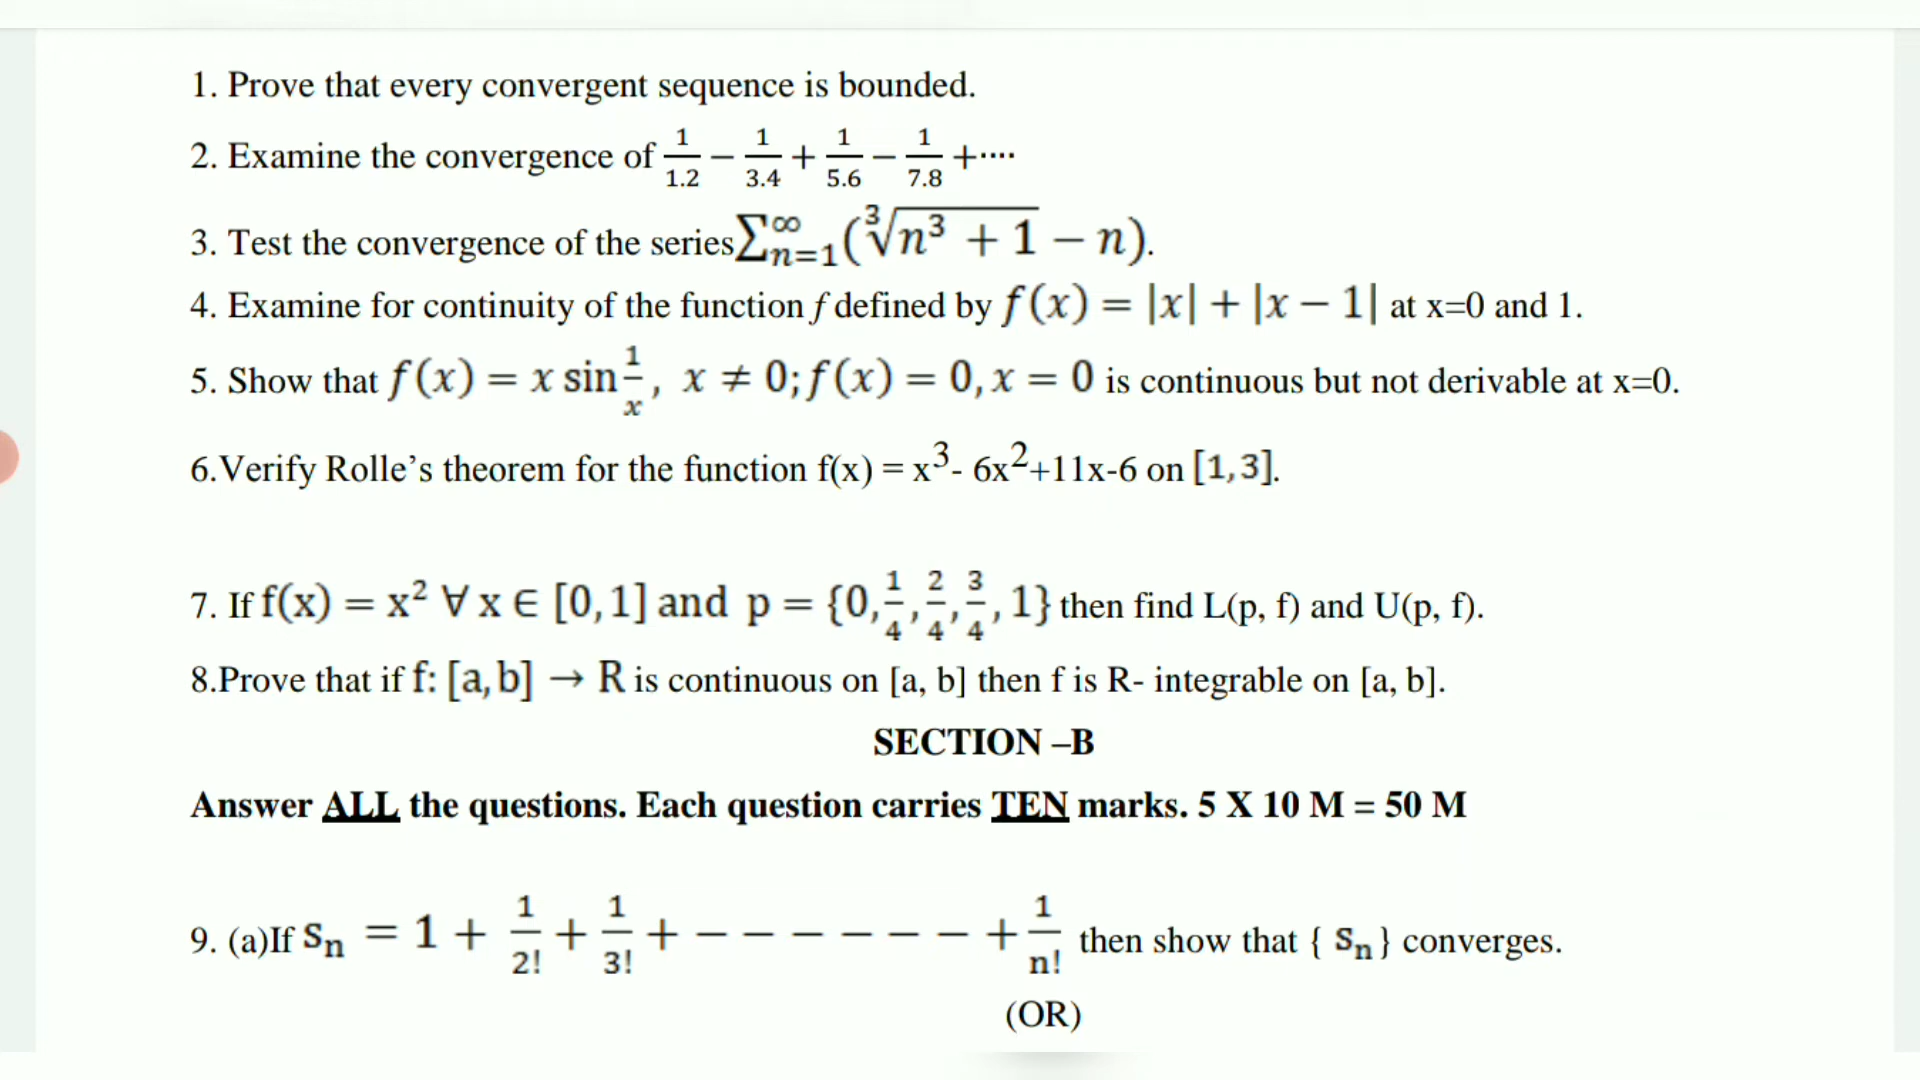 1. Prove that every convergent sequence is bounded.
2. Examine the convergence of 1/1.2 − 1/3.4 + 1/5.6 − 1/7.8 +····
3. Test the convergence of the series ∑_{n=1}^{∞} (∛(n³ + 1) − n).
4. Examine for continuity of the function f defined by f(x) = |x| + |x − 1| at x=0 and 1.
5. Show that f(x) = x sin 1/x, x ≠ 0; f(x) = 0, x = 0 is continuous but not derivable at x=0.
6.Verify Rolle’s theorem for the function f(x) = x³- 6x²+11x-6 on [1,3].
7. If f(x) = x² ∀ x ∈ [0,1] and p = {0, 1/4, 2/4, 3/4, 1} then find L(p, f) and U(p, f).
8.Prove that if f: [a,b] → R is continuous on [a, b] then f is R- integrable on [a, b].
SECTION –B
Answer ALL the questions. Each question carries TEN marks. 5 X 10 M = 50 M
9. (a)If Sₙ = 1 + 1/2! + 1/3! + − − − − − − + 1/n! then show that { Sₙ} converges.
(OR)